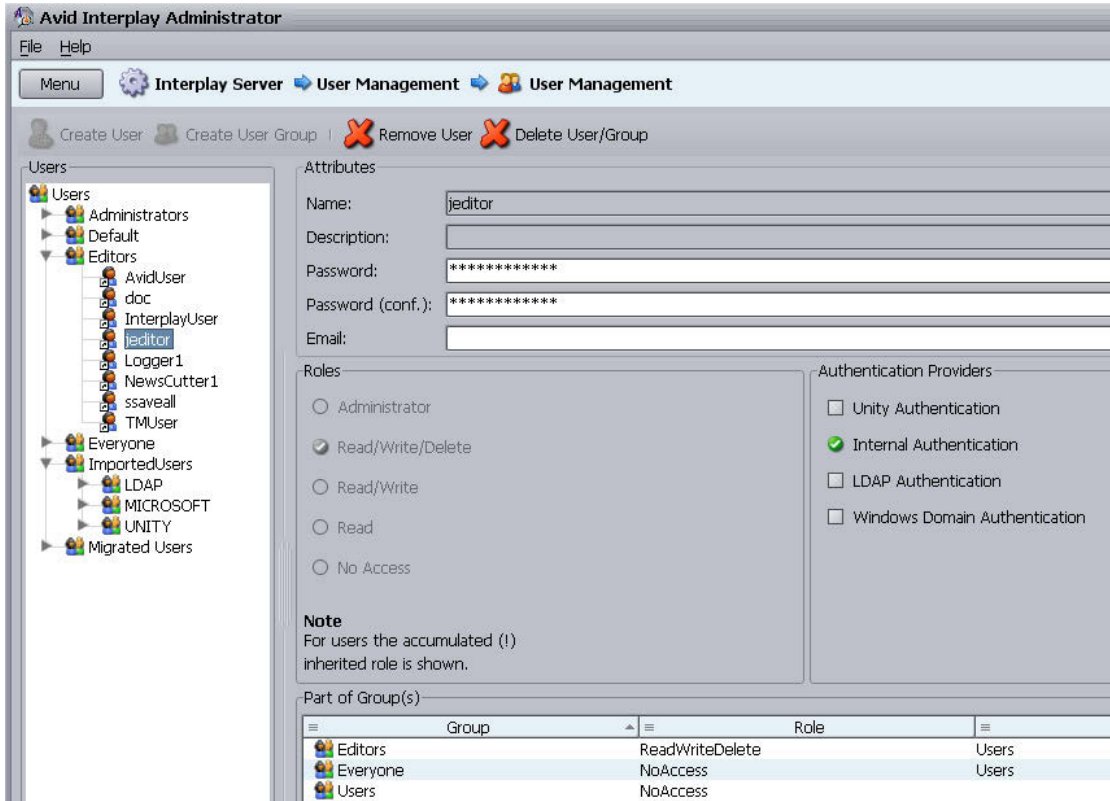 Avid Interplay Administrator
File Help
Menu Interplay Server User Management User Management
Create User Create User Group Remove User Delete User/Group
Users
Users
Administrators
Default
Editors
AvidUser
doc
InterplayUser
jeditor
Logger1
NewsCutter1
ssaveall
TMUser
Everyone
ImportedUsers
LDAP
MICROSOFT
UNITY
Migrated Users
Attributes
Name: jeditor
Description:
Password: ************
Password (conf.): ************
Email:
Roles
Administrator
Read/Write/Delete
Read/Write
Read
No Access
Note
For users the accumulated (!)
inherited role is shown.
Authentication Providers
Unity Authentication
Internal Authentication
LDAP Authentication
Windows Domain Authentication
Part of Group(s)
Group Role
Editors ReadWriteDelete Users
Everyone NoAccess Users
Users NoAccess